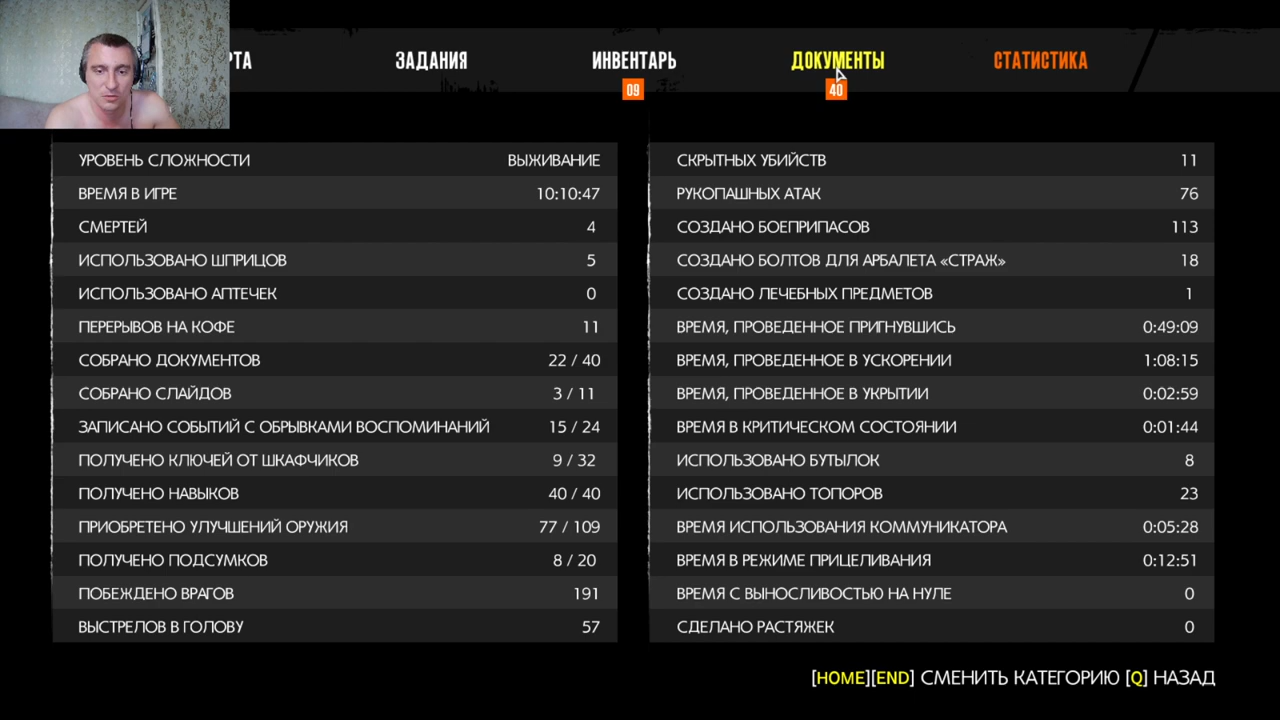 РТА ЗАДАНИЯ ИНВЕНТАРЬ ДОКУМЕНТЫ СТАТИСТИКА
09 40
УРОВЕНЬ СЛОЖНОСТИ ВЫЖИВАНИЕ
ВРЕМЯ В ИГРЕ 10:10:47
СМЕРТЕЙ 4
ИСПОЛЬЗОВАНО ШПРИЦОВ 5
ИСПОЛЬЗОВАНО АПТЕЧЕК 0
ПЕРЕРЫВОВ НА КОФЕ 11
СОБРАНО ДОКУМЕНТОВ 22 / 40
СОБРАНО СЛАЙДОВ 3 / 11
ЗАПИСАНО СОБЫТИЙ С ОБРЫВКАМИ ВОСПОМИНАНИЙ 15 / 24
ПОЛУЧЕНО КЛЮЧЕЙ ОТ ШКАФЧИКОВ 9 / 32
ПОЛУЧЕНО НАВЫКОВ 40 / 40
ПРИОБРЕТЕНО УЛУЧШЕНИЙ ОРУЖИЯ 77 / 109
ПОЛУЧЕНО ПОДСУМКОВ 8 / 20
ПОБЕЖДЕНО ВРАГОВ 191
ВЫСТРЕЛОВ В ГОЛОВУ 57
СКРЫТНЫХ УБИЙСТВ 11
РУКОПАШНЫХ АТАК 76
СОЗДАНО БОЕПРИПАСОВ 113
СОЗДАНО БОЛТОВ ДЛЯ АРБАЛЕТА «СТРАЖ» 18
СОЗДАНО ЛЕЧЕБНЫХ ПРЕДМЕТОВ 1
ВРЕМЯ, ПРОВЕДЕННОЕ ПРИГНУВШИСЬ 0:49:09
ВРЕМЯ, ПРОВЕДЕННОЕ В УСКОРЕНИИ 1:08:15
ВРЕМЯ, ПРОВЕДЕННОЕ В УКРЫТИИ 0:02:59
ВРЕМЯ В КРИТИЧЕСКОМ СОСТОЯНИИ 0:01:44
ИСПОЛЬЗОВАНО БУТЫЛОК 8
ИСПОЛЬЗОВАНО ТОПОРОВ 23
ВРЕМЯ ИСПОЛЬЗОВАНИЯ КОММУНИКАТОРА 0:05:28
ВРЕМЯ В РЕЖИМЕ ПРИЦЕЛИВАНИЯ 0:12:51
ВРЕМЯ С ВЫНОСЛИВОСТЬЮ НА НУЛЕ 0
СДЕЛАНО РАСТЯЖЕК 0
[HOME][END] СМЕНИТЬ КАТЕГОРИЮ [Q] НАЗАД